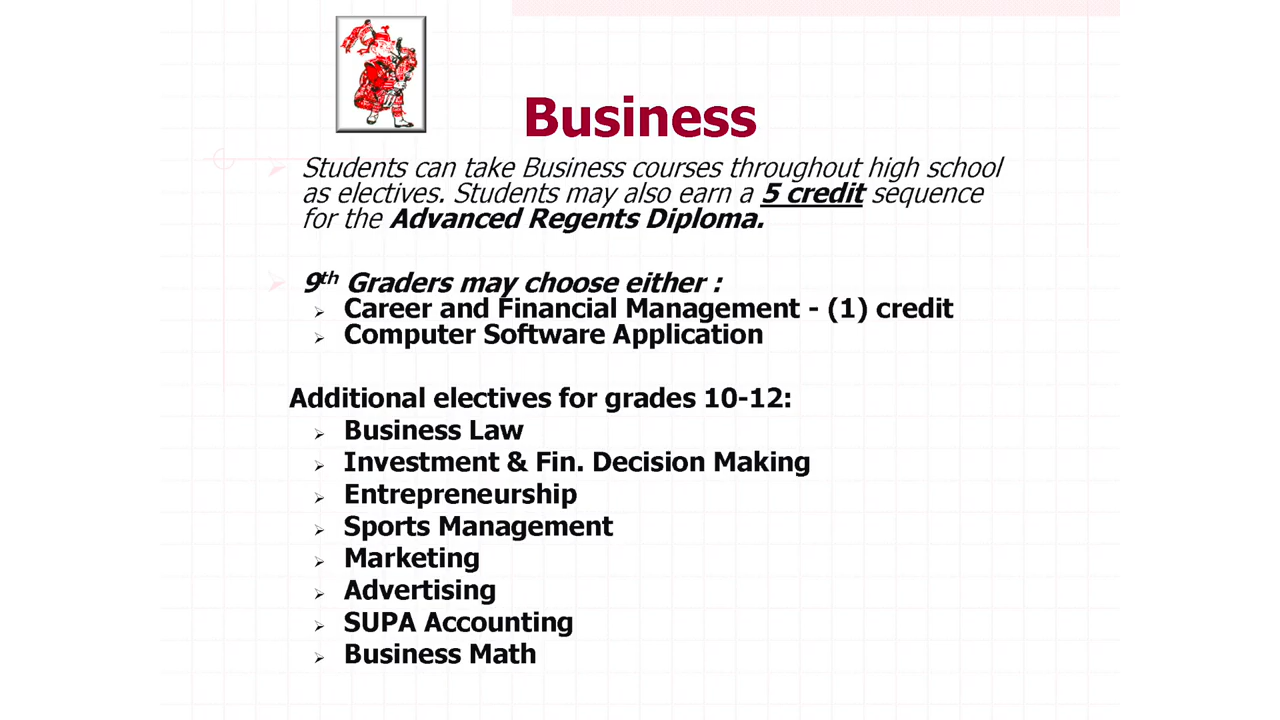 Business
Students can take Business courses throughout high school
as electives. Students may also earn a 5 credit sequence
for the Advanced Regents Diploma.
9th Graders may choose either :
Career and Financial Management - (1) credit
Computer Software Application
Additional electives for grades 10-12:
Business Law
Investment & Fin. Decision Making
Entrepreneurship
Sports Management
Marketing
Advertising
SUPA Accounting
Business Math